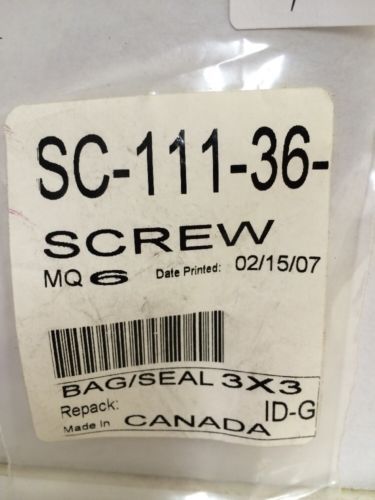 SC-111-36-
SCREW
MQ 6 Date Printed: 02/15/07
BAG/SEAL 3X3
Repack: ID-G
Made In CANADA